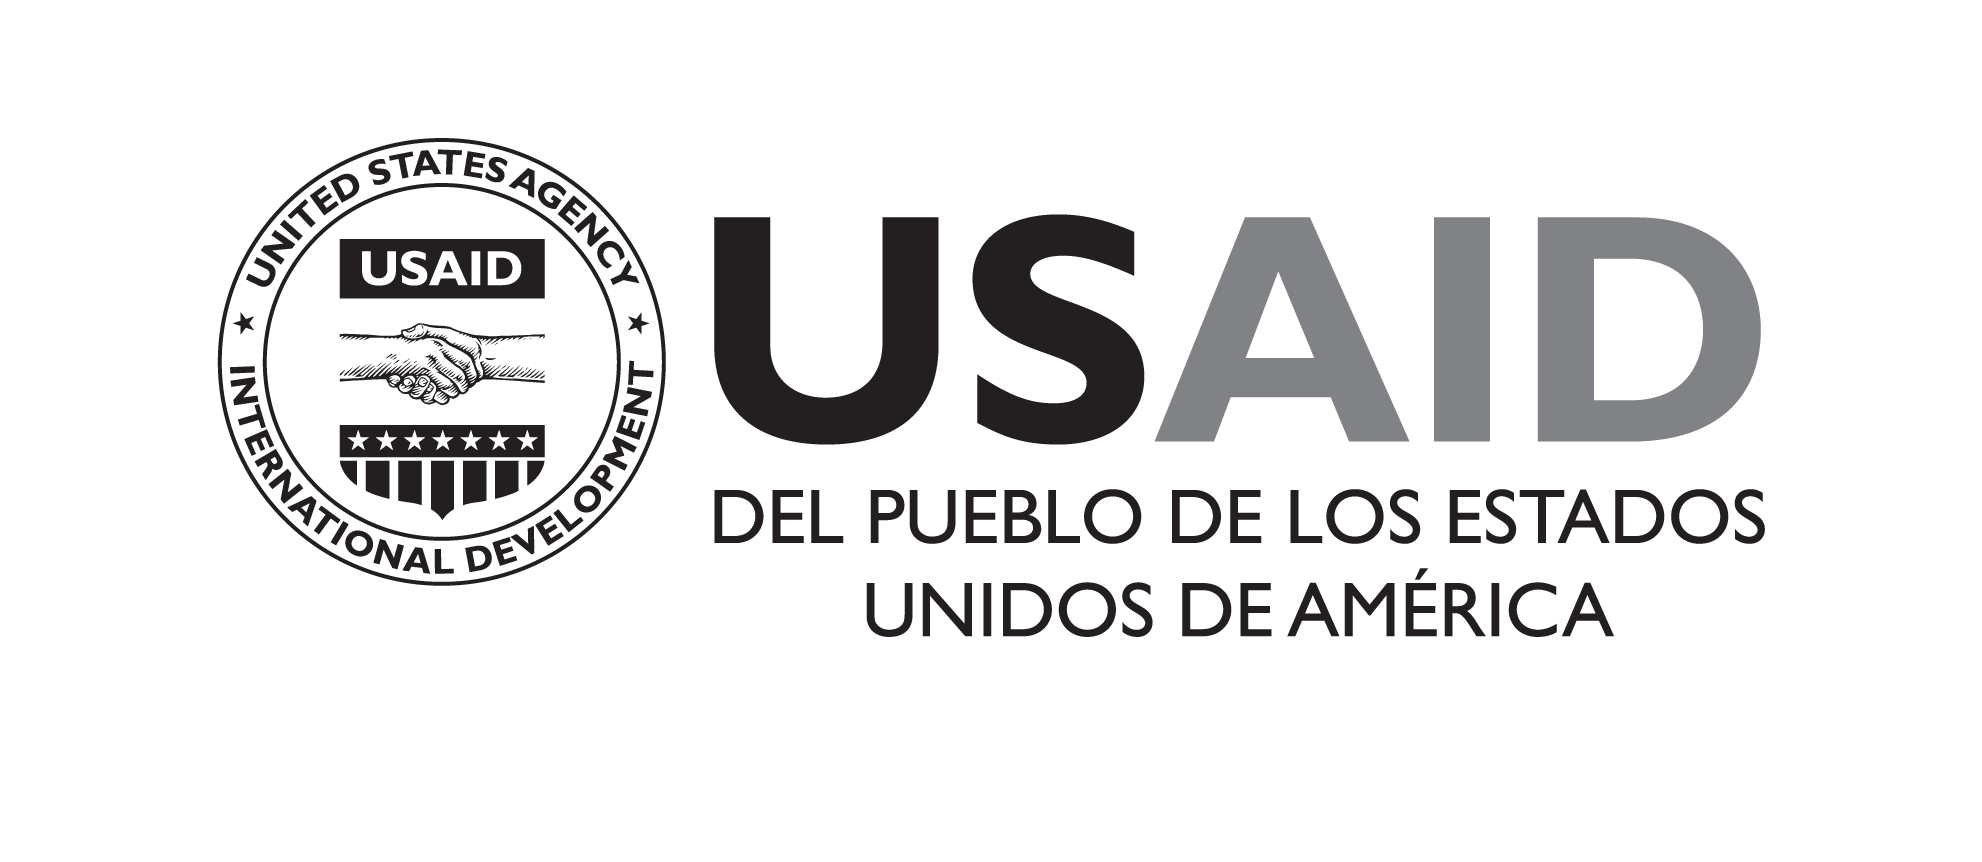 UNITED STATES AGENCY
INTERNATIONAL DEVELOPMENT
USAID
USAID
DEL PUEBLO DE LOS ESTADOS
UNIDOS DE AMÉRICA